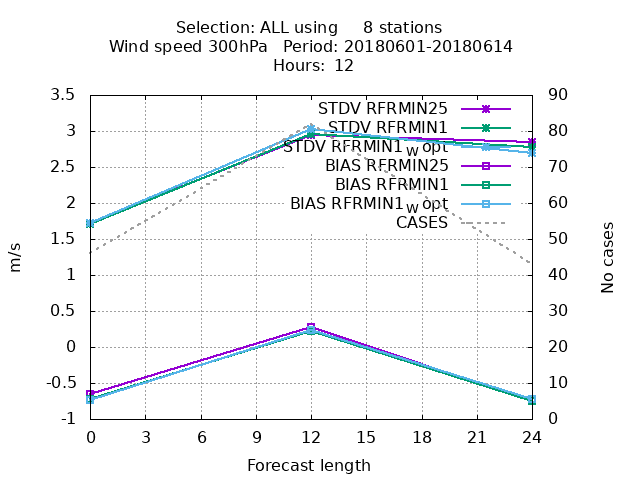 Selection: ALL using 8 stations
Wind speed 300hPa Period: 20180601-20180614
Hours: 12
3.5
3
2.5
2
1.5
1
0.5
0
-0.5
-1
m/s
STDV RFRMIN25
STDV RFRMIN1
STDV RFRMIN1w opt
BIAS RFRMIN25
BIAS RFRMIN1
BIAS RFRMIN1w opt
CASES
90
80
70
60
50
40
30
20
10
0
No cases
0 3 6 9 12 15 18 21 24
Forecast length